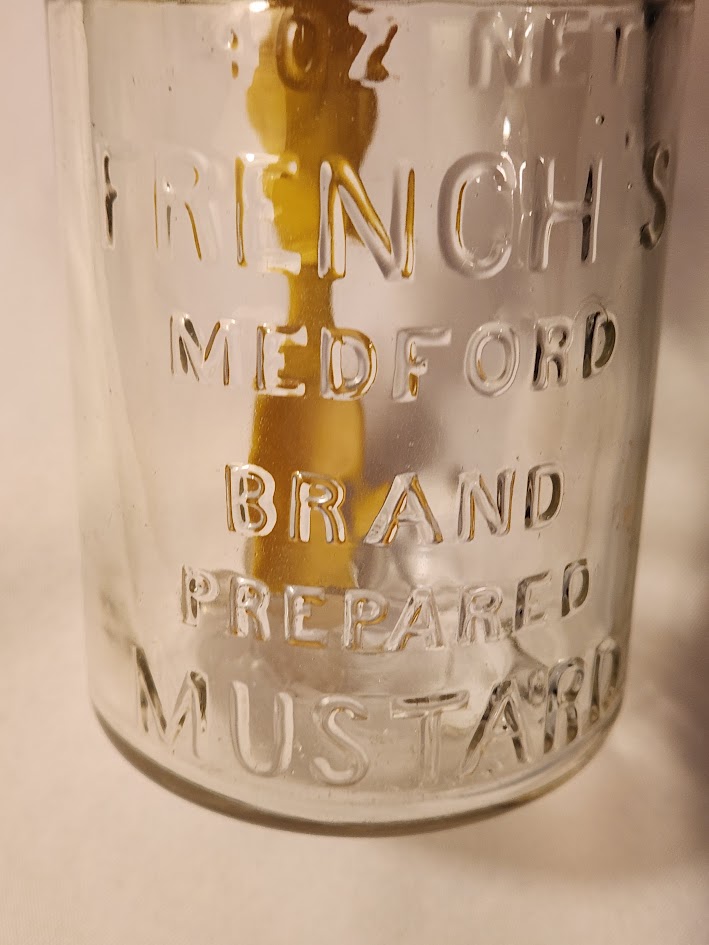 OZ NET
FRENCH'S
MEDFORD
BRAND
PREPARED
MUSTARD